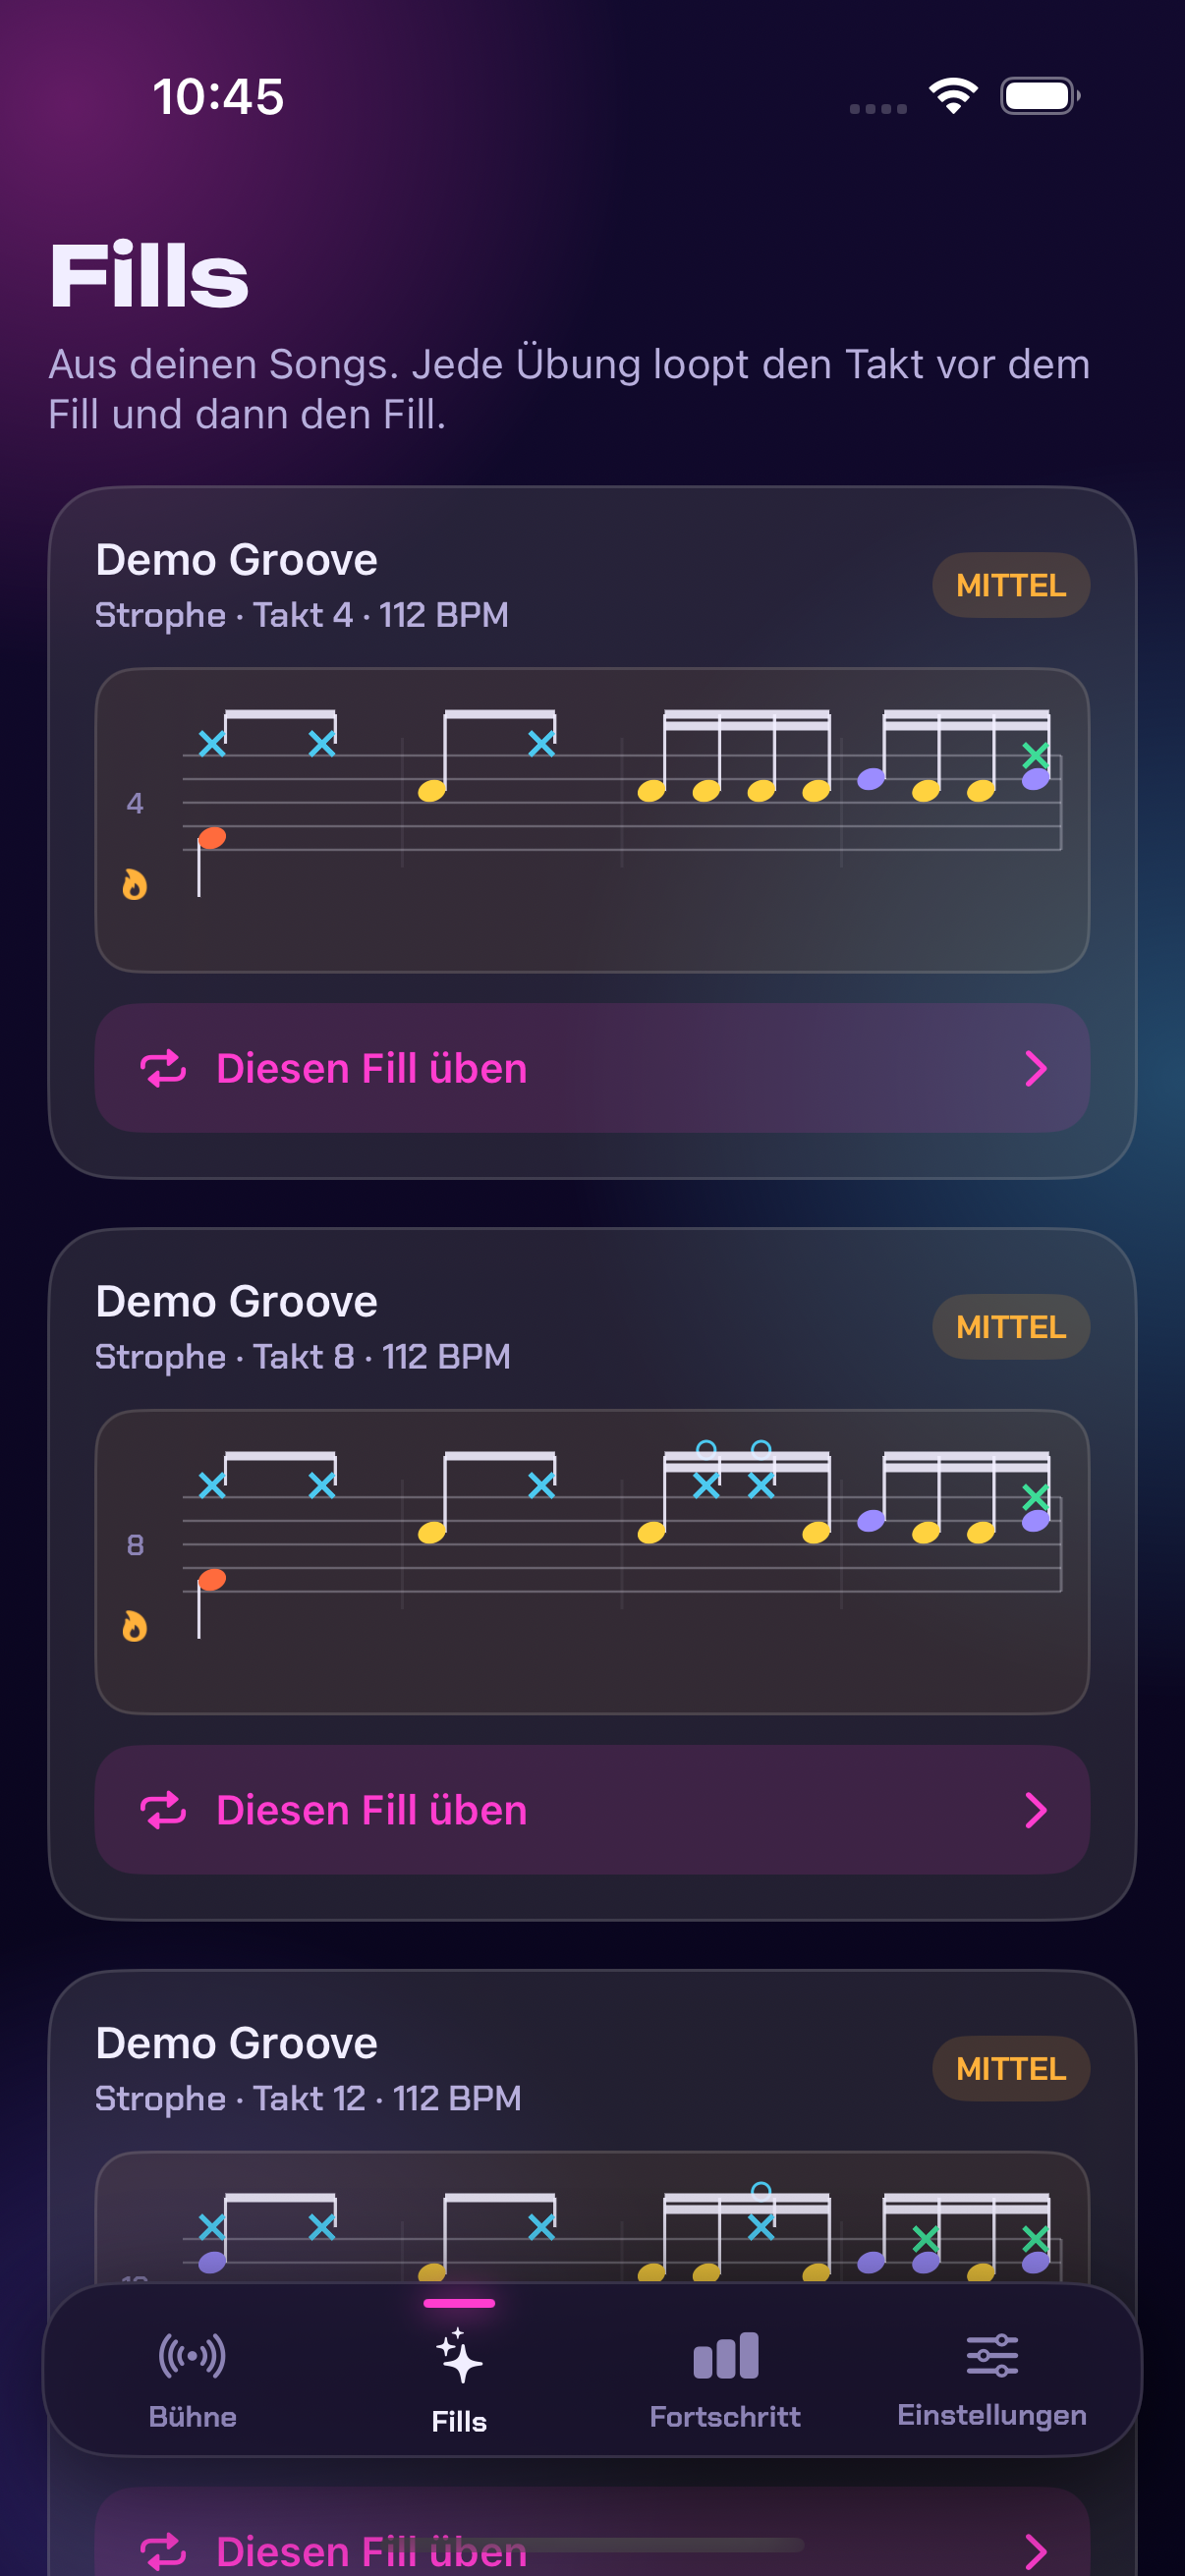 10:45
Fills
Aus deinen Songs. Jede Übung loopt den Takt vor dem
Fill und dann den Fill.
Demo Groove
MITTEL
Strophe · Takt 4 · 112 BPM
4
Diesen Fill üben
Demo Groove
MITTEL
Strophe · Takt 8 · 112 BPM
8
Diesen Fill üben
Demo Groove
MITTEL
Strophe · Takt 12 · 112 BPM
Bühne
Fills
Fortschritt
Einstellungen
Diesen Fill üben